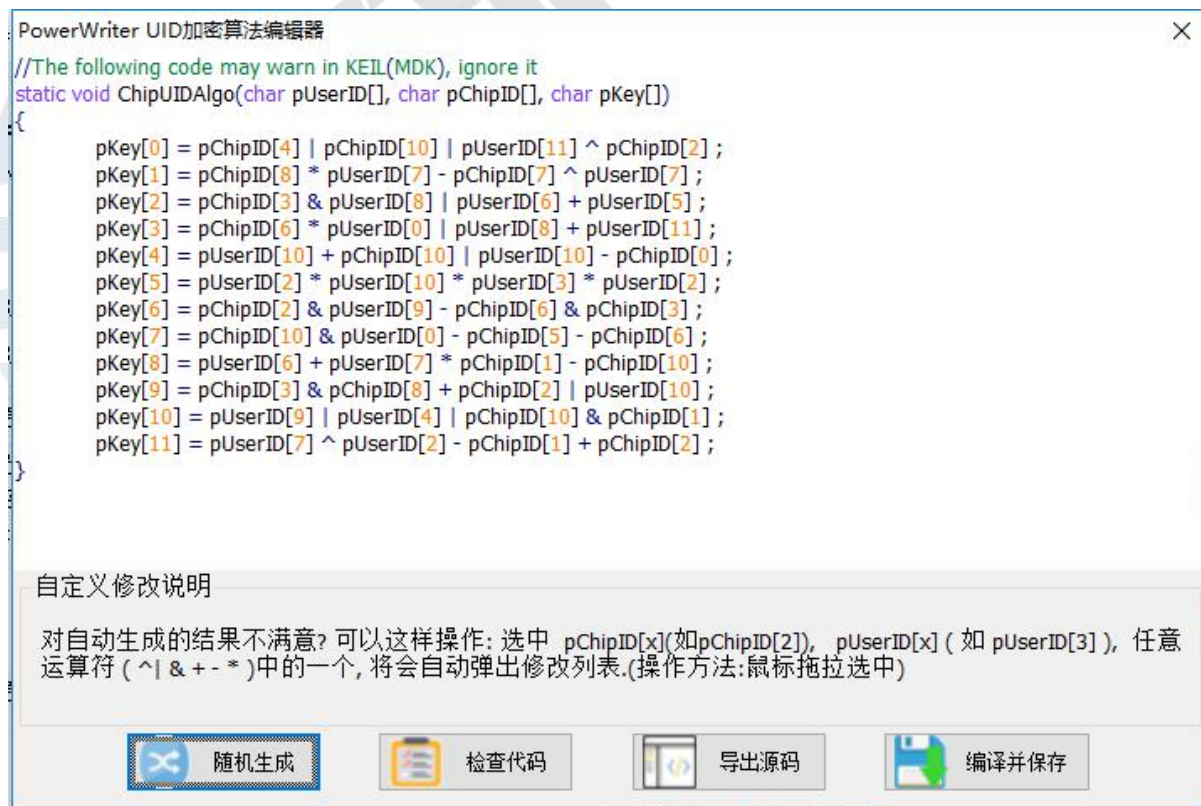 PowerWriter UID加密算法编辑器
//The following code may warn in KEIL(MDK), ignore it
static void ChipUIDAlgo(char pUserID[], char pChipID[], char pKey[])
{
pKey[0] = pChipID[4] | pChipID[10] | pUserID[11] ^ pChipID[2] ;
pKey[1] = pChipID[8] * pUserID[7] - pChipID[7] ^ pUserID[7] ;
pKey[2] = pChipID[3] & pUserID[8] | pUserID[6] + pUserID[5] ;
pKey[3] = pChipID[6] * pUserID[0] | pUserID[8] + pUserID[11] ;
pKey[4] = pUserID[10] + pChipID[10] | pUserID[10] - pChipID[0] ;
pKey[5] = pUserID[2] * pUserID[10] * pUserID[3] * pUserID[2] ;
pKey[6] = pChipID[2] & pUserID[9] - pChipID[6] & pChipID[3] ;
pKey[7] = pChipID[10] & pUserID[0] - pChipID[5] - pChipID[6] ;
pKey[8] = pUserID[6] + pUserID[7] * pChipID[1] - pChipID[10] ;
pKey[9] = pChipID[3] & pChipID[8] + pChipID[2] | pUserID[10] ;
pKey[10] = pUserID[9] | pUserID[4] | pChipID[10] & pChipID[1] ;
pKey[11] = pUserID[7] ^ pUserID[2] - pChipID[1] + pChipID[2] ;
}
自定义修改说明
对自动生成的结果不满意? 可以这样操作: 选中 pChipID[x](如pChipID[2]), pUserID[x] ( 如 pUserID[3] ), 任意
运算符 ( ^| & + - * )中的一个, 将会自动弹出修改列表.(操作方法:鼠标拖拉选中)
随机生成 检查代码 导出源码 编译并保存